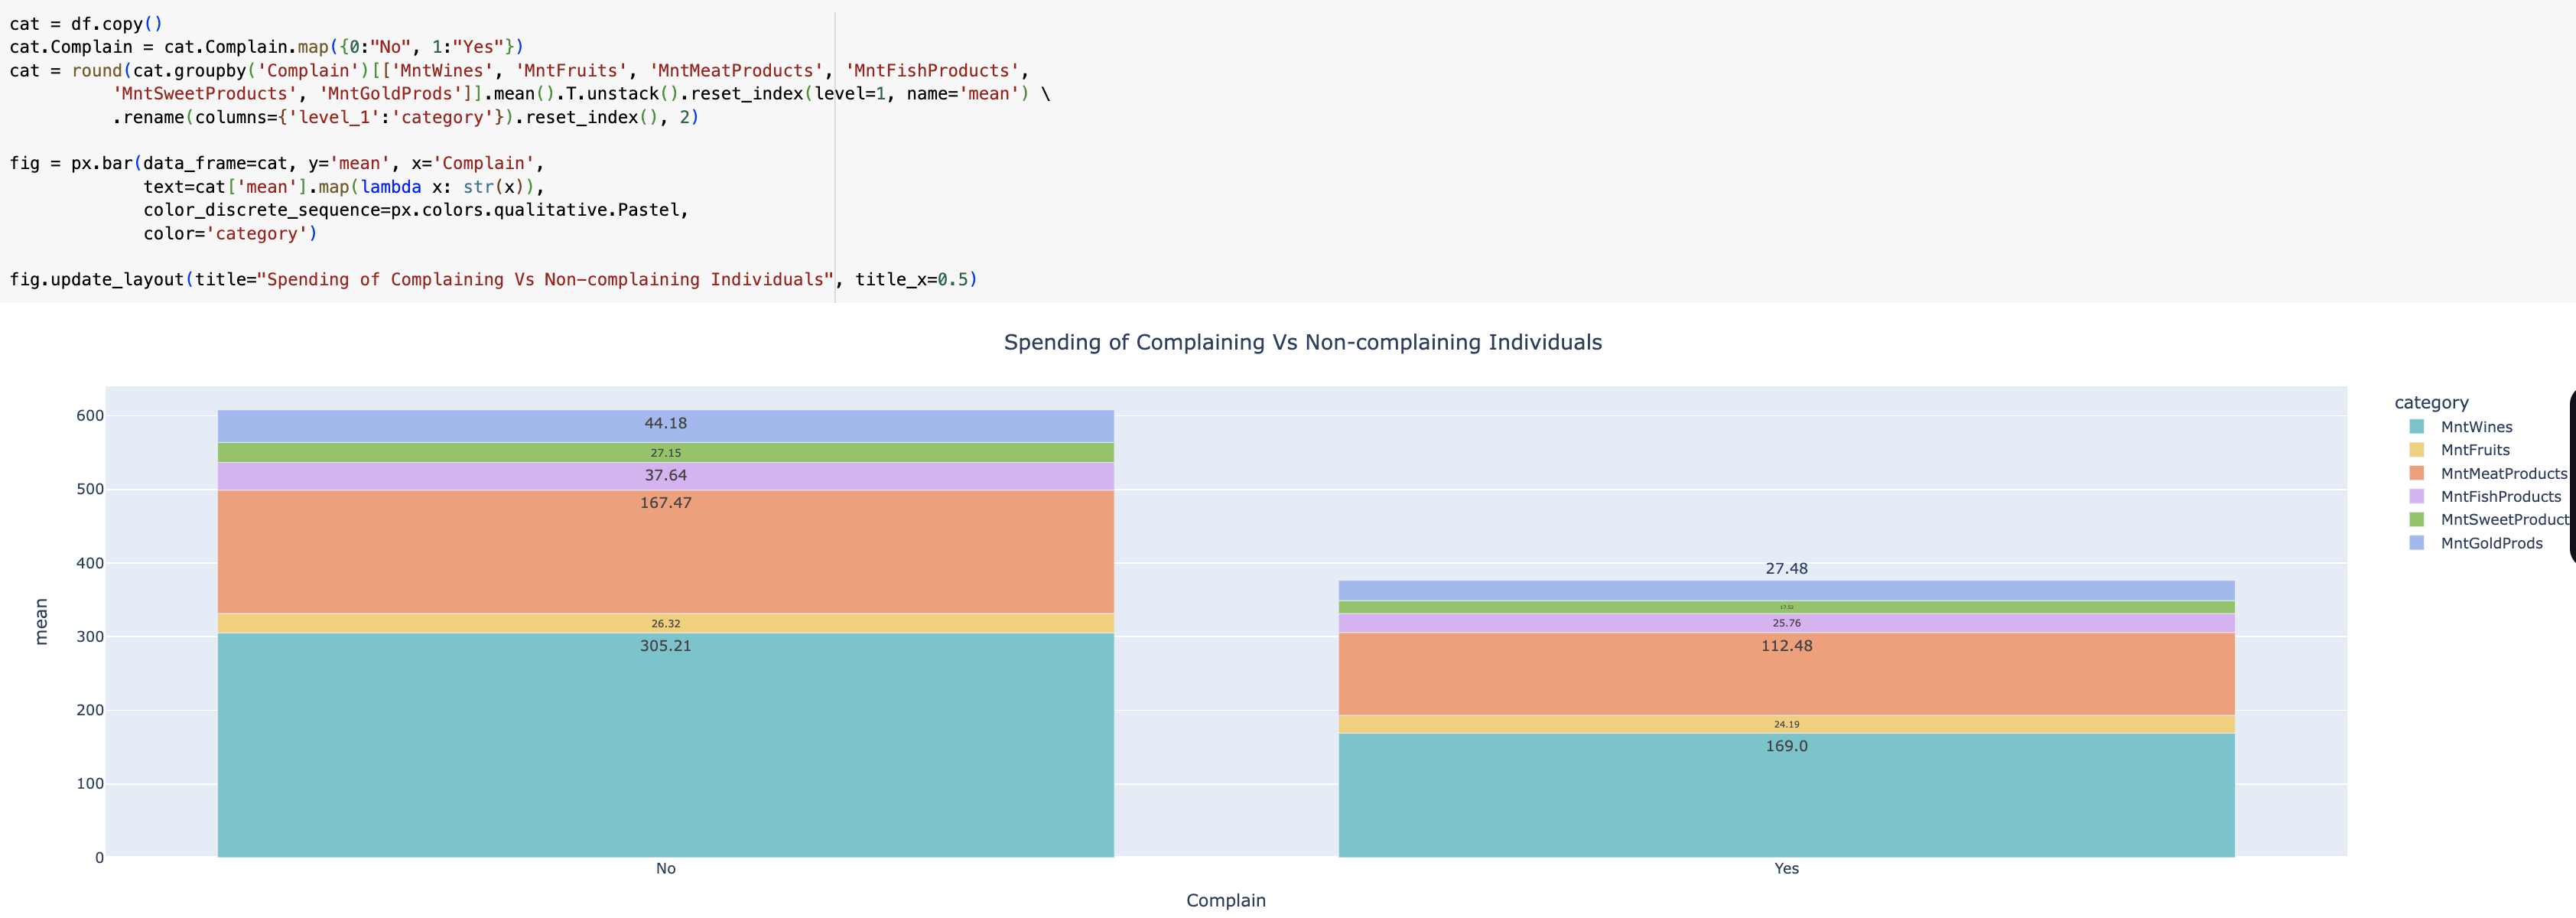 cat = df.copy()
cat.Complain = cat.Complain.map({0:"No", 1:"Yes"})
cat = round(cat.groupby('Complain')[['MntWines', 'MntFruits', 'MntMeatProducts', 'MntFishProducts',
'MntSweetProducts', 'MntGoldProds']].mean().T.unstack().reset_index(level=1, name='mean') \
.rename(columns={'level_1':'category'}).reset_index(), 2)
fig = px.bar(data_frame=cat, y='mean', x='Complain',
text=cat['mean'].map(lambda x: str(x)),
color_discrete_sequence=px.colors.qualitative.Pastel,
color='category')
fig.update_layout(title="Spending of Complaining Vs Non-complaining Individuals", title_x=0.5)
Spending of Complaining Vs Non-complaining Individuals
600
500
400
300
200
100
0
mean
44.18
27.15
37.64
167.47
26.32
305.21
27.48
17.52
25.76
112.48
24.19
169.0
No
Yes
Complain
category
MntWines
MntFruits
MntMeatProducts
MntFishProducts
MntSweetProduct
MntGoldProds